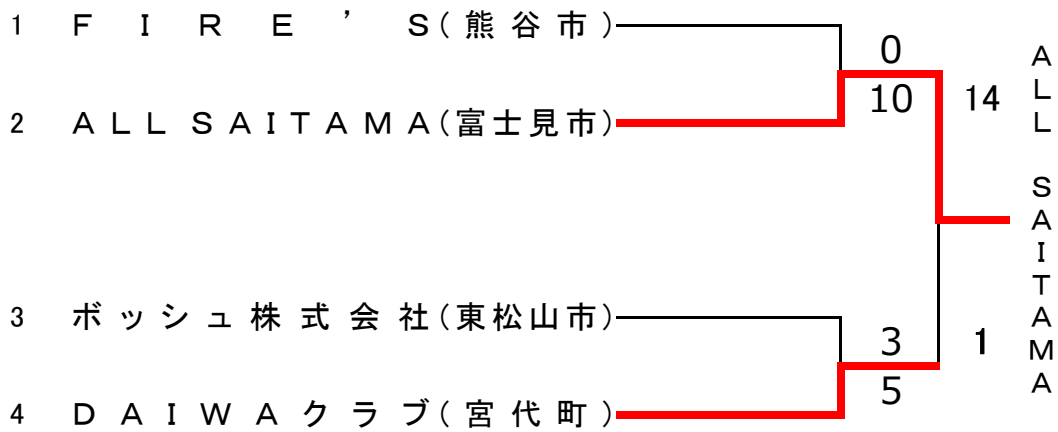 1 ＦＩＲＥ’Ｓ(熊谷市)
0
10
14
2 ＡＬＬ ＳＡＩＴＡＭＡ(富士見市)
ＡＬＬ ＳＡＩＴＡＭＡ
3 ボッシュ株式会社(東松山市)
3
5
1
4 ＤＡＩＷＡクラブ(宮代町)